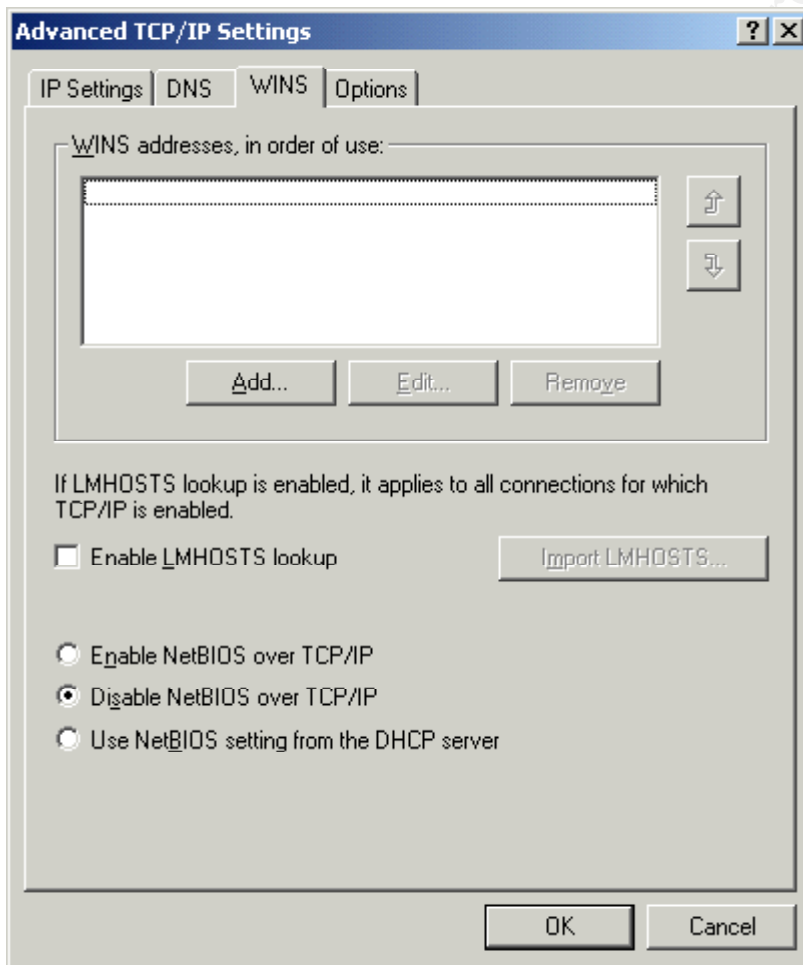 Advanced TCP/IP Settings
IP Settings DNS WINS Options
WINS addresses, in order of use:
Add... Edit... Remove
If LMHOSTS lookup is enabled, it applies to all connections for which
TCP/IP is enabled.
Enable LMHOSTS lookup Import LMHOSTS...
Enable NetBIOS over TCP/IP
Disable NetBIOS over TCP/IP
Use NetBIOS setting from the DHCP server
OK Cancel